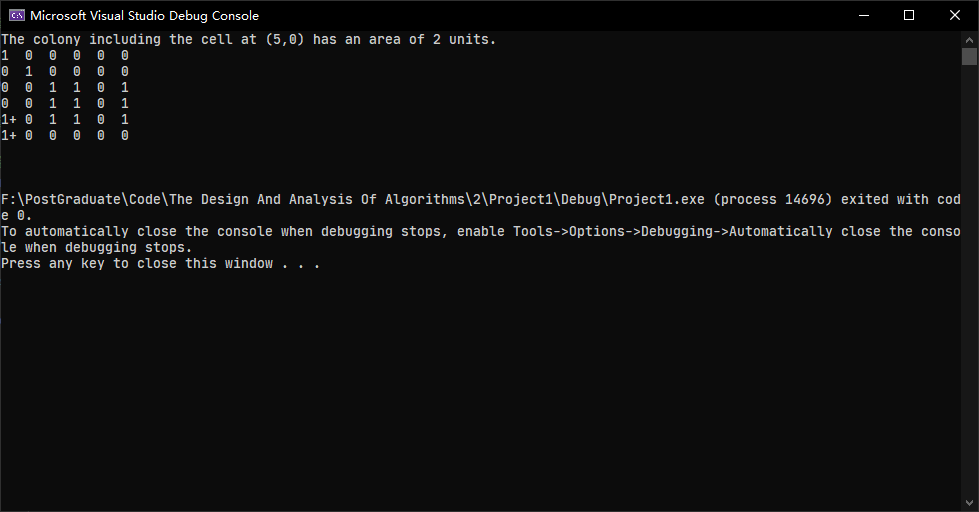 Microsoft Visual Studio Debug Console
The colony including the cell at (5,0) has an area of 2 units.
1  0  0  0  0  0
0  1  0  0  0  0
0  0  1  1  0  1
0  0  1  1  0  1
1+ 0  1  1  0  1
1+ 0  0  0  0  0
F:\PostGraduate\Code\The Design And Analysis Of Algorithms\2\Project1\Debug\Project1.exe (process 14696) exited with cod
e 0.
To automatically close the console when debugging stops, enable Tools->Options->Debugging->Automatically close the conso
le when debugging stops.
Press any key to close this window . . .